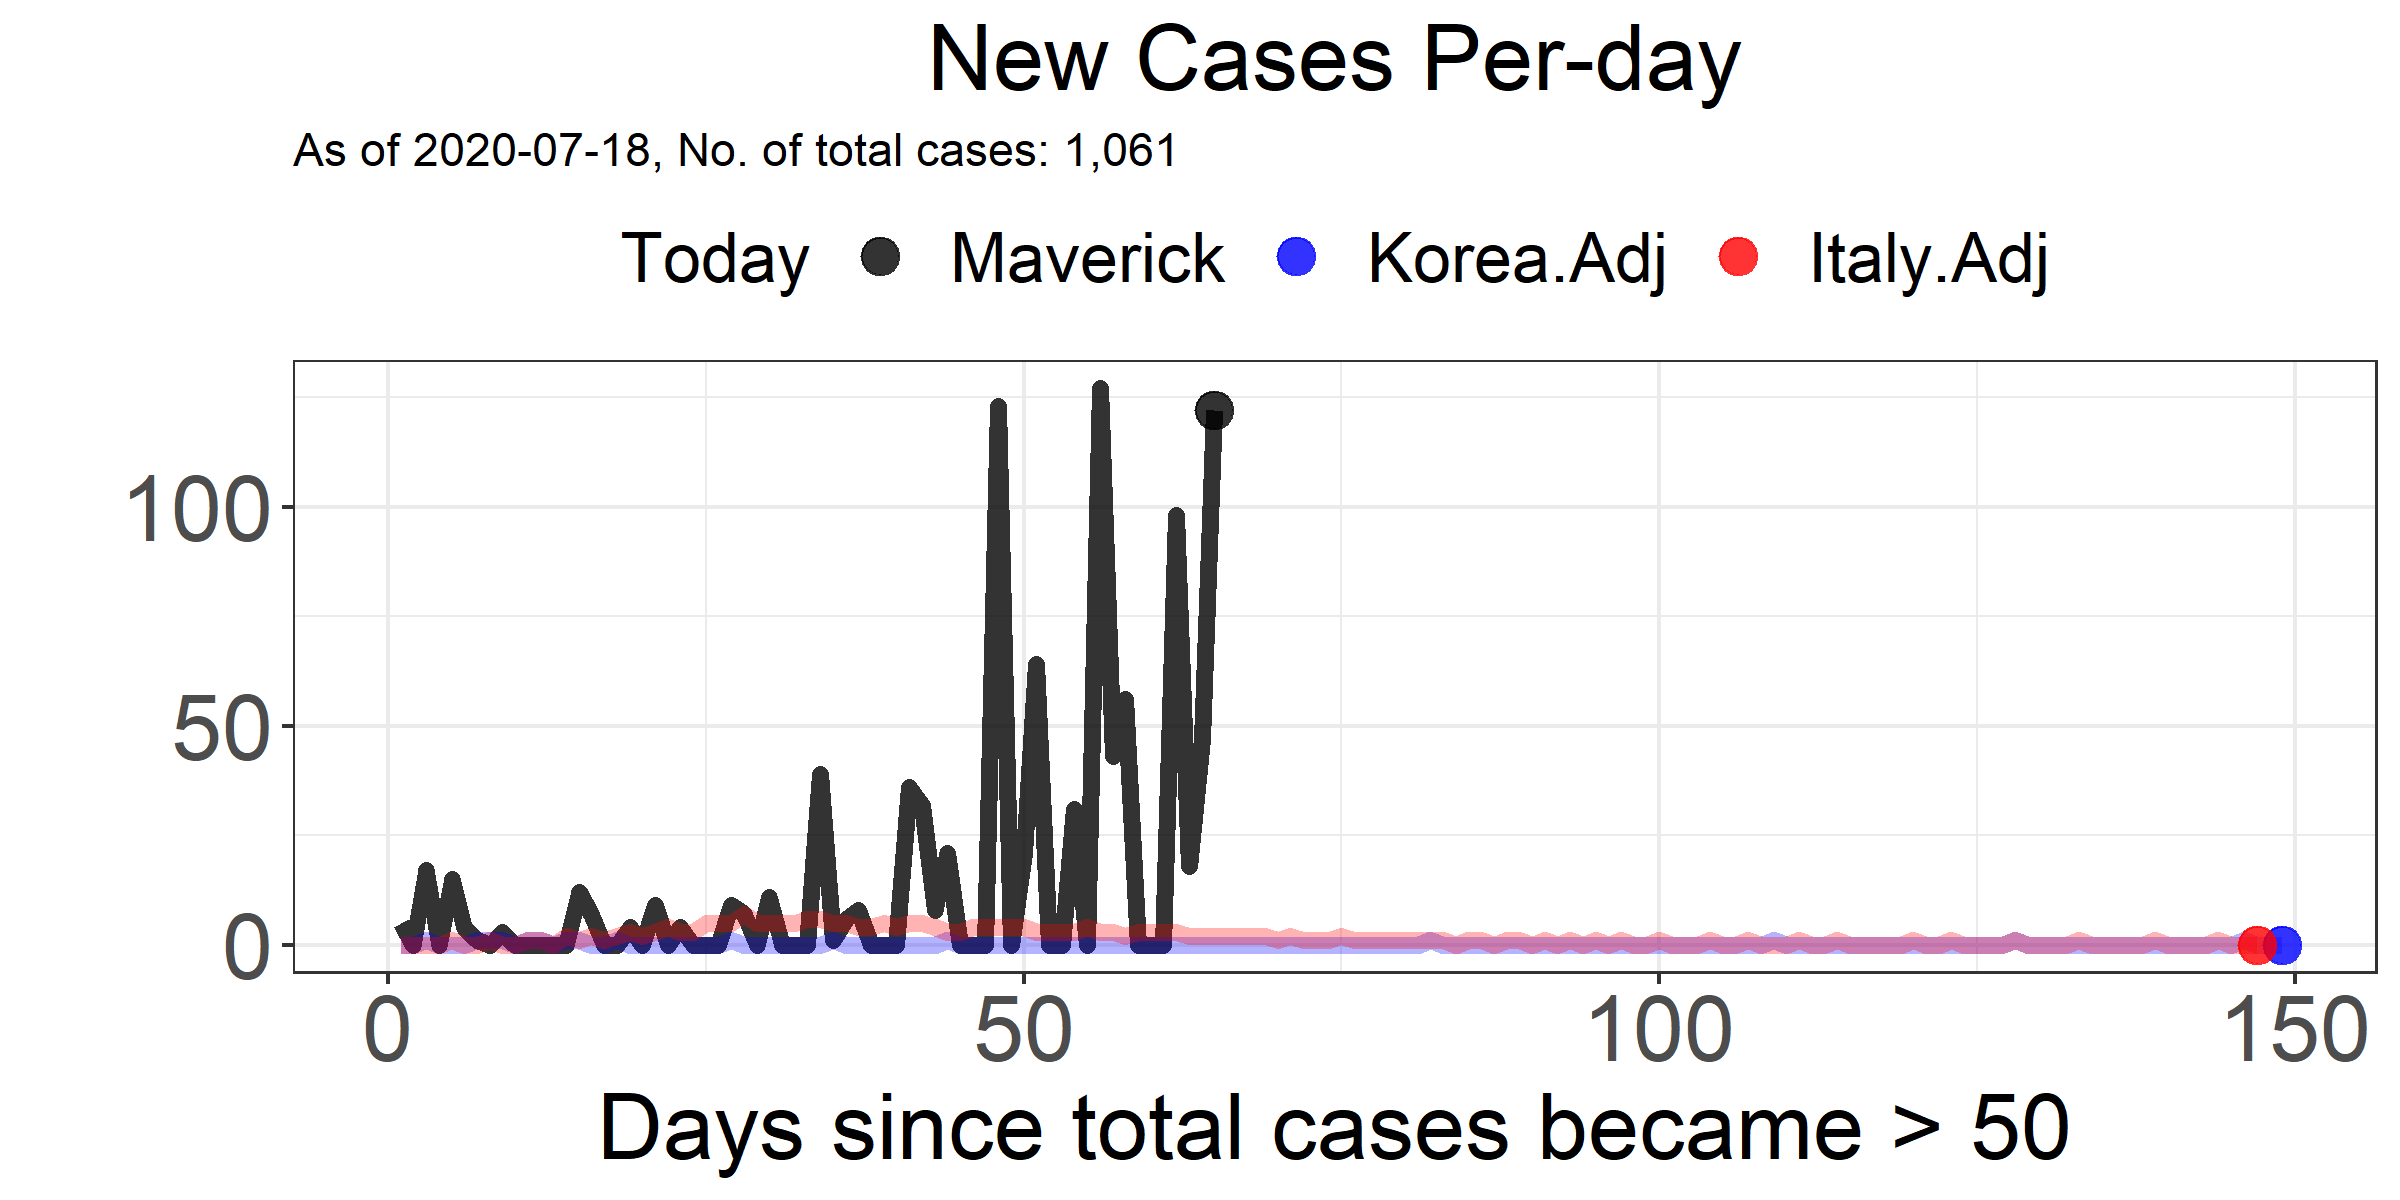 New Cases Per-day
As of 2020-07-18, No. of total cases: 1,061
Today Maverick Korea.Adj Italy.Adj
100
50
0
0 50 100 150
Days since total cases became > 50